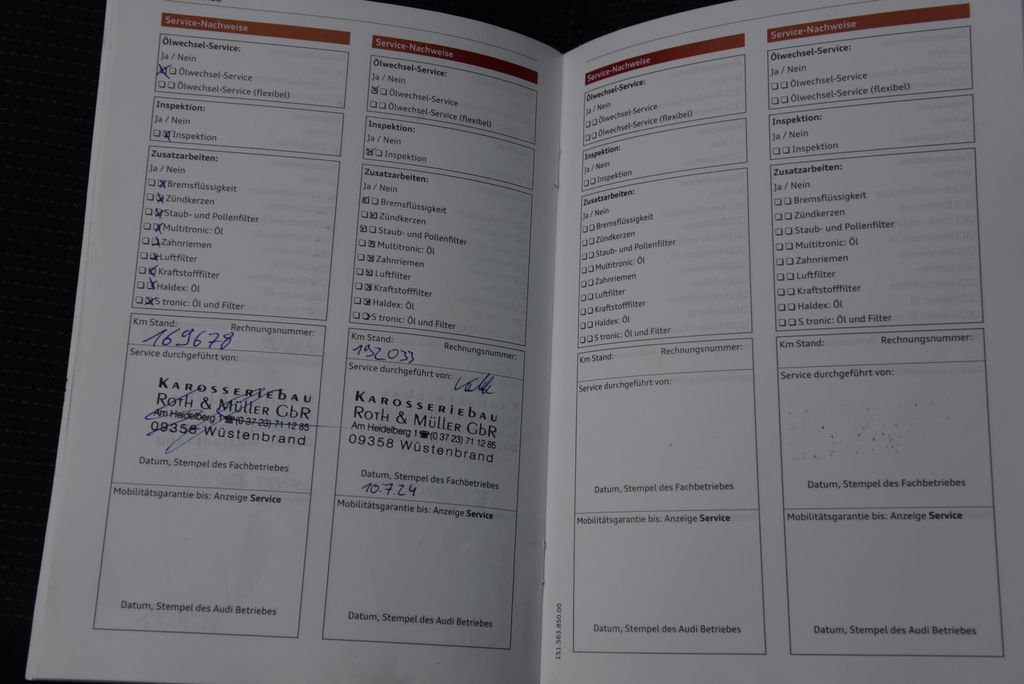 Service-Nachweise
Ölwechsel-Service:
Ja / Nein
Ölwechsel-Service
Ölwechsel-Service (flexibel)
Inspektion:
Ja / Nein
Inspektion
Zusatzarbeiten:
Ja / Nein
Bremsflüssigkeit
Zündkerzen
Staub- und Pollenfilter
Multitronic: Öl
Zahnriemen
Luftfilter
Kraftstofffilter
Haldex: Öl
S tronic: Öl und Filter
Km Stand: Rechnungsnummer:
169678
Service durchgeführt von:
KAROSSERIEBAU
ROTH & MÜLLER GbR
Am Heidelberg 1 ☎ (0 37 23) 71 12 85
09358 Wüstenbrand
Datum, Stempel des Fachbetriebes
Mobilitätsgarantie bis: Anzeige Service
Datum, Stempel des Audi Betriebes
Service-Nachweise
Ölwechsel-Service:
Ja / Nein
Ölwechsel-Service
Ölwechsel-Service (flexibel)
Inspektion:
Ja / Nein
Inspektion
Zusatzarbeiten:
Ja / Nein
Bremsflüssigkeit
Zündkerzen
Staub- und Pollenfilter
Multitronic: Öl
Zahnriemen
Luftfilter
Kraftstofffilter
Haldex: Öl
S tronic: Öl und Filter
Km Stand: Rechnungsnummer:
192033
Service durchgeführt von:
KAROSSERIEBAU
ROTH & MÜLLER GbR
Am Heidelberg 1 ☎ (0 37 23) 71 12 85
09358 Wüstenbrand
Datum, Stempel des Fachbetriebes
10.7.24
Mobilitätsgarantie bis: Anzeige Service
Datum, Stempel des Audi Betriebes
Service-Nachweise
Ölwechsel-Service:
Ja / Nein
Ölwechsel-Service
Ölwechsel-Service (flexibel)
Inspektion:
Ja / Nein
Inspektion
Zusatzarbeiten:
Ja / Nein
Bremsflüssigkeit
Zündkerzen
Staub- und Pollenfilter
Multitronic: Öl
Zahnriemen
Luftfilter
Kraftstofffilter
Haldex: Öl
S tronic: Öl und Filter
Km Stand: Rechnungsnummer:
Service durchgeführt von:
Datum, Stempel des Fachbetriebes
Mobilitätsgarantie bis: Anzeige Service
Datum, Stempel des Audi Betriebes
151.563.850.00
Service-Nachweise
Ölwechsel-Service:
Ja / Nein
Ölwechsel-Service
Ölwechsel-Service (flexibel)
Inspektion:
Ja / Nein
Inspektion
Zusatzarbeiten:
Ja / Nein
Bremsflüssigkeit
Zündkerzen
Staub- und Pollenfilter
Multitronic: Öl
Zahnriemen
Luftfilter
Kraftstofffilter
Haldex: Öl
S tronic: Öl und Filter
Km Stand: Rechnungsnummer:
Service durchgeführt von:
Datum, Stempel des Fachbetriebes
Mobilitätsgarantie bis: Anzeige Service
Datum, Stempel des Audi Betriebes